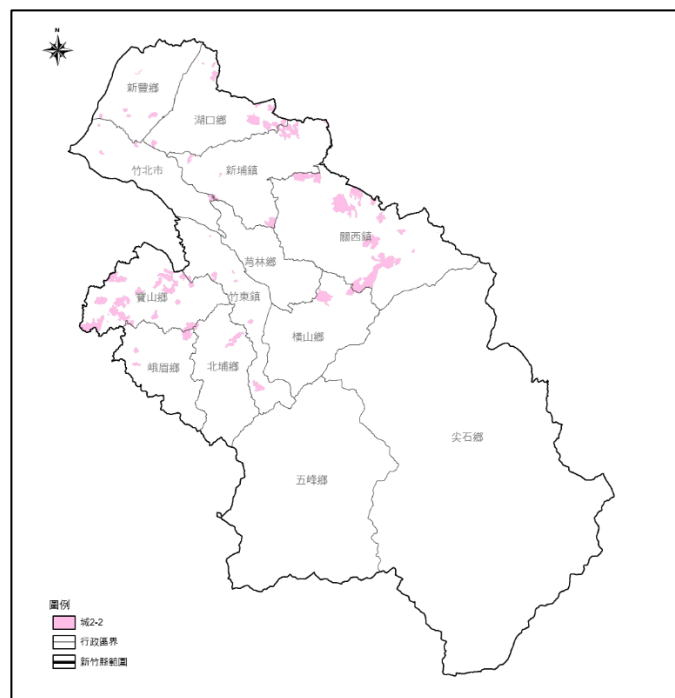 N
新豐鄉
湖口鄉
竹北市
新埔鎮
關西鎮
芎林鄉
寶山鄉
竹東鎮
橫山鄉
峨眉鄉
北埔鄉
尖石鄉
五峰鄉
圖例
城2-2
行政區界
新竹縣範圍